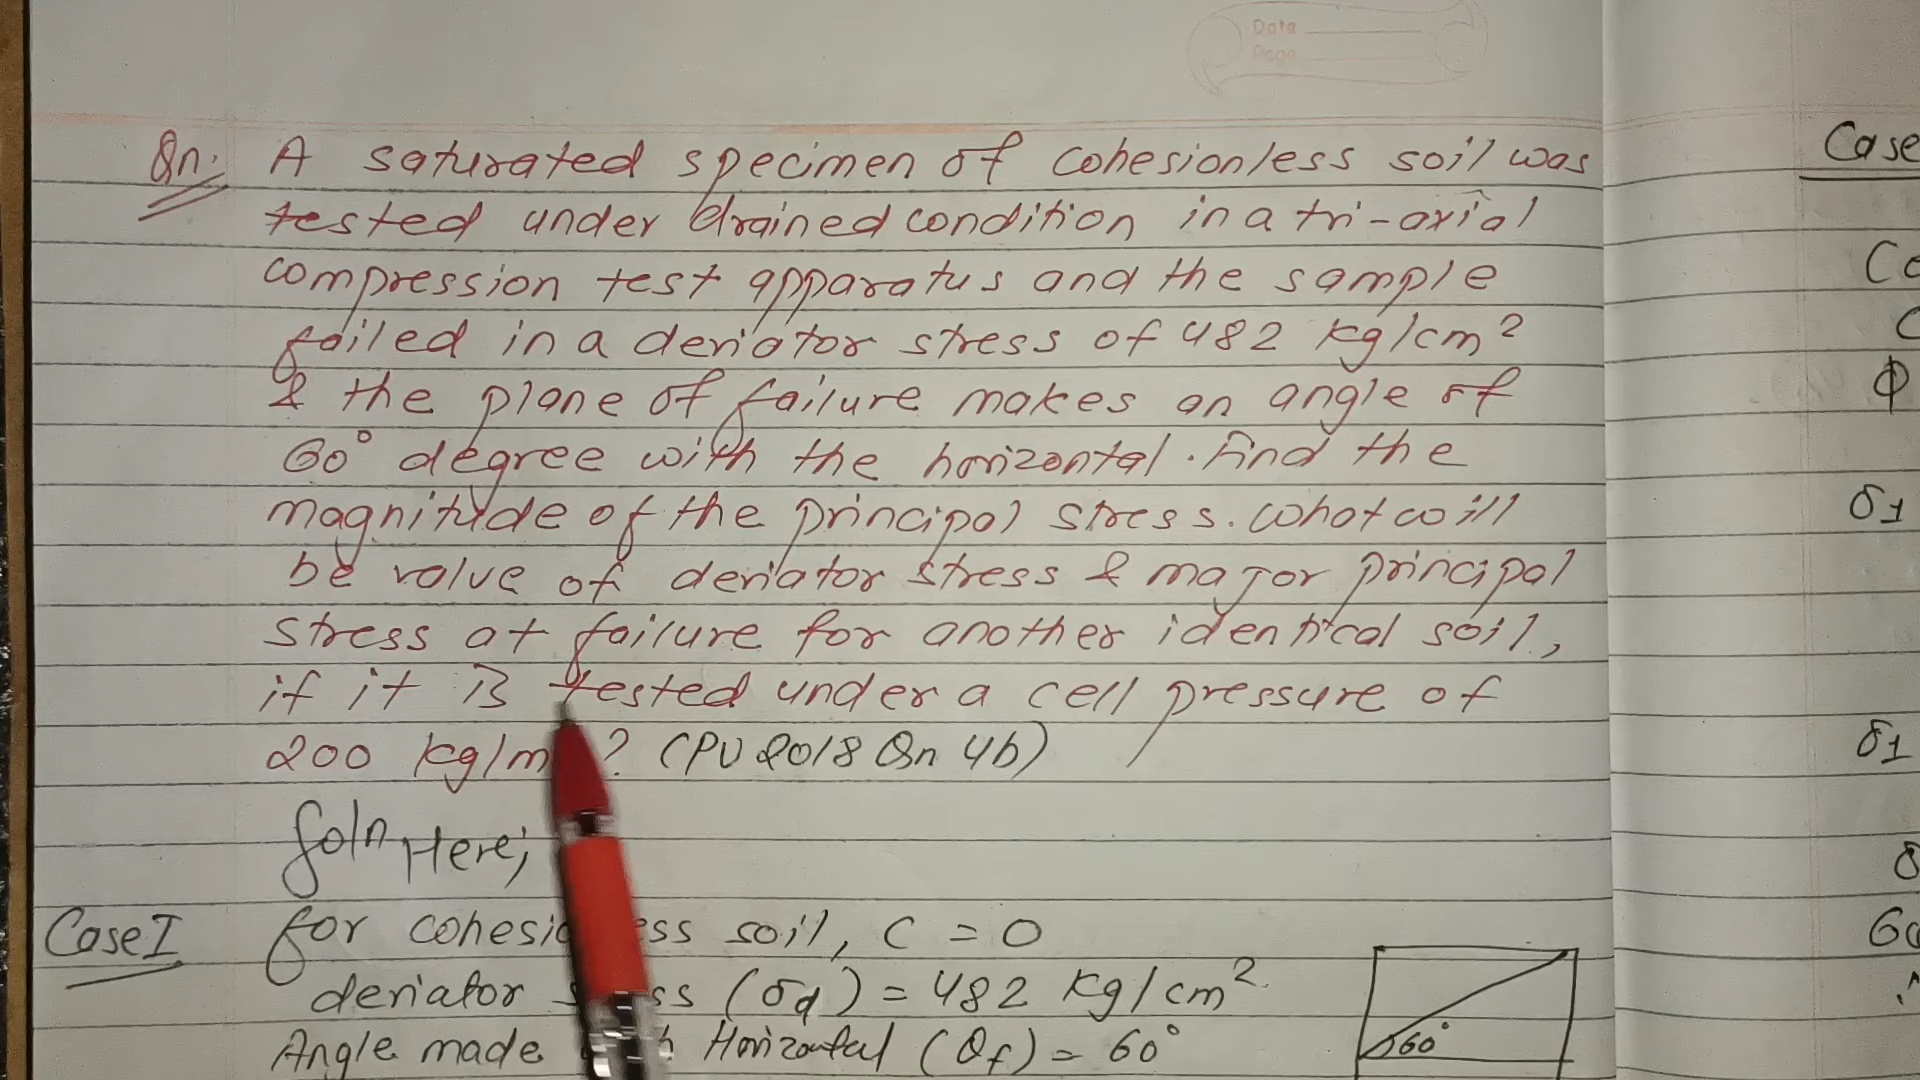 Date
Page
Qn. A saturated specimen of cohesionless soil was
tested under drained condition in a tri-axial
compression test apparatus and the sample
failed in a deviator stress of 482 kg/cm²
& the plane of failure makes an angle of
60° degree with the horizontal. Find the
magnitude of the principal stress. What will
be value of deviator stress & major principal
stress at failure for another identical soil,
if it is tested under a cell pressure of
200 kg/m ? (PU 2018 Qn 4b)
Soln Here;
Case I for cohesionless soil, C = 0
deviator stress (σd) = 482 kg/cm².
Angle made with Horizontal (θf) = 60°
60°
Case
C
φ
σ1
σ1
σ